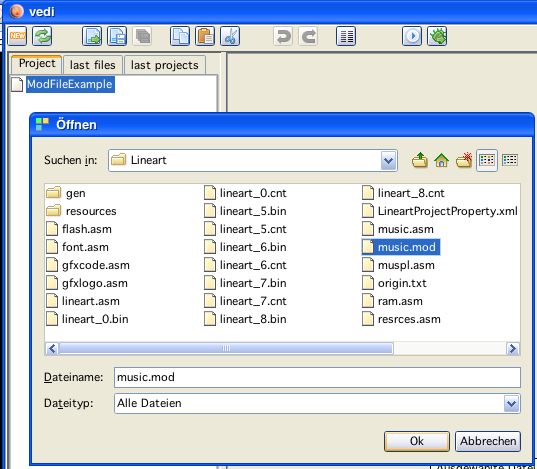 vedi
NEW
Project last files last projects
ModFileExample
Öffnen
Suchen in: Lineart
gen lineart_0.cnt lineart_8.cnt
resources lineart_5.bin LineartProjectProperty.xml
flash.asm lineart_5.cnt music.asm
font.asm lineart_6.bin music.mod
gfxcode.asm lineart_6.cnt muspl.asm
gfxlogo.asm lineart_7.bin origin.txt
lineart.asm lineart_7.cnt ram.asm
lineart_0.bin lineart_8.bin resrces.asm
Dateiname: music.mod
Dateityp: Alle Dateien
Ok Abbrechen